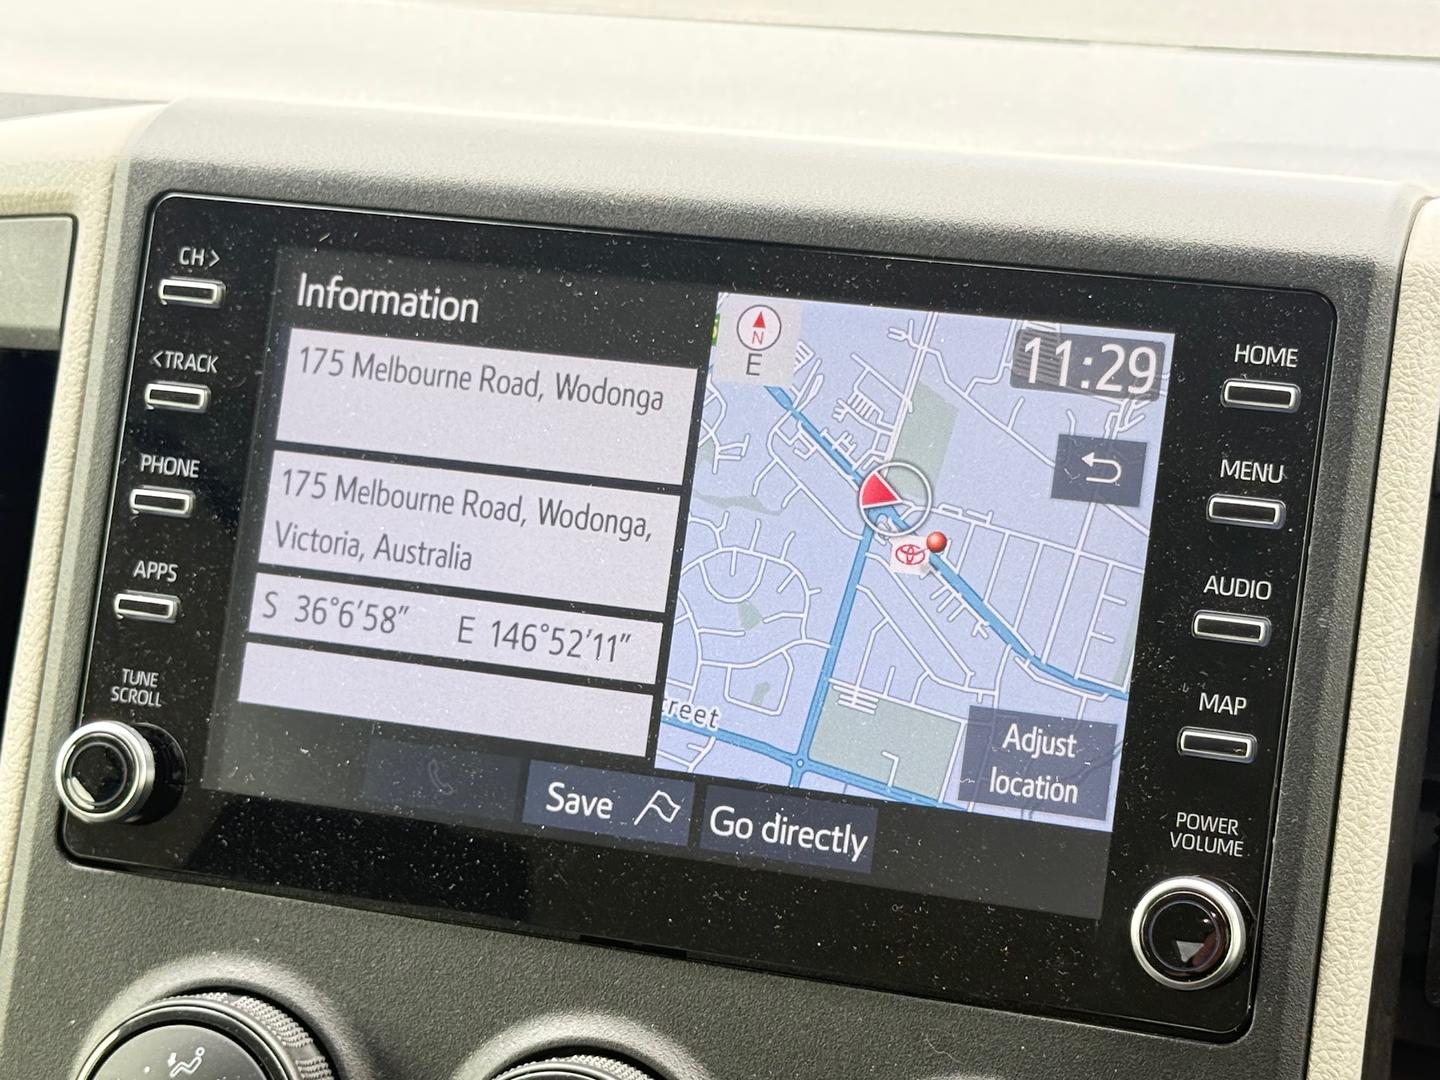 CH>
<TRACK
PHONE
APPS
TUNE
SCROLL
Information
175 Melbourne Road, Wodonga
175 Melbourne Road, Wodonga,
Victoria, Australia
S 36°6'58" E 146°52'11"
Save
Go directly
N
E
11:29
reet
Adjust
location
HOME
MENU
AUDIO
MAP
POWER
VOLUME